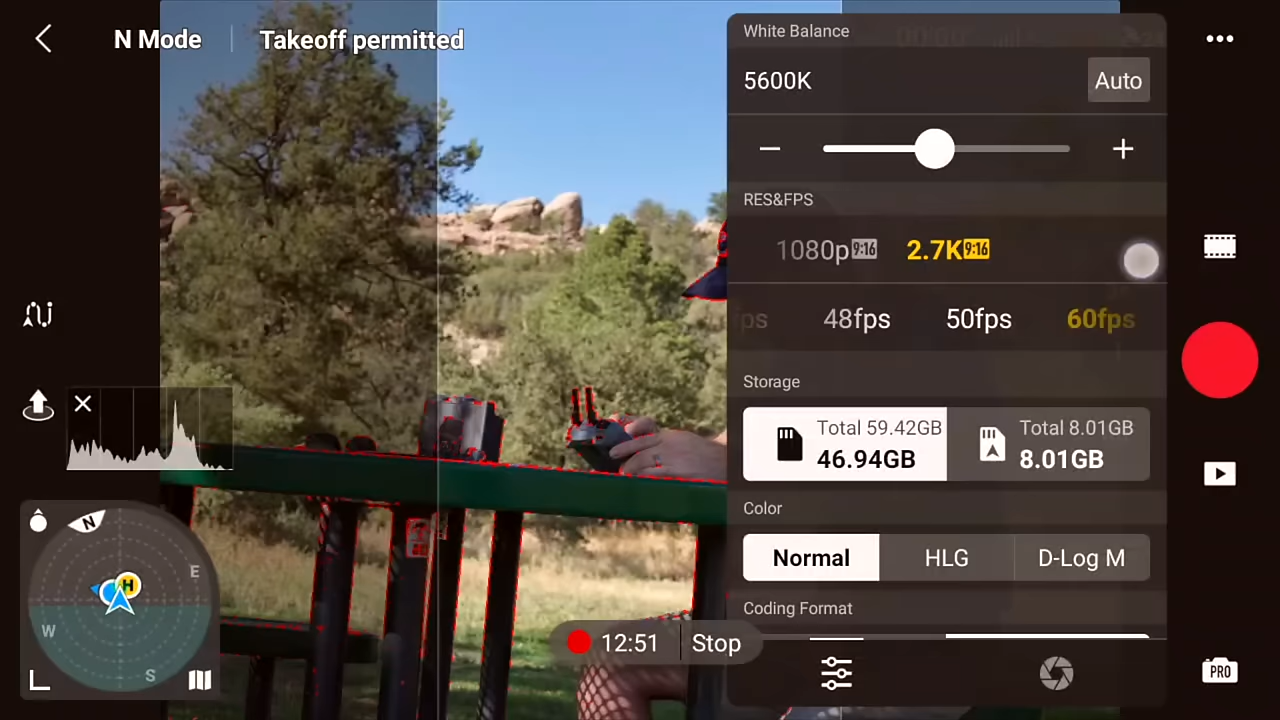 N Mode
Takeoff permitted
White Balance
5600K
Auto
RES&FPS
1080p 9:16
2.7K 9:16
48fps
50fps
60fps
Storage
Total 59.42GB
46.94GB
Total 8.01GB
8.01GB
Color
Normal
HLG
D-Log M
Coding Format
12:51
Stop
N
E
H
W
S
PRO